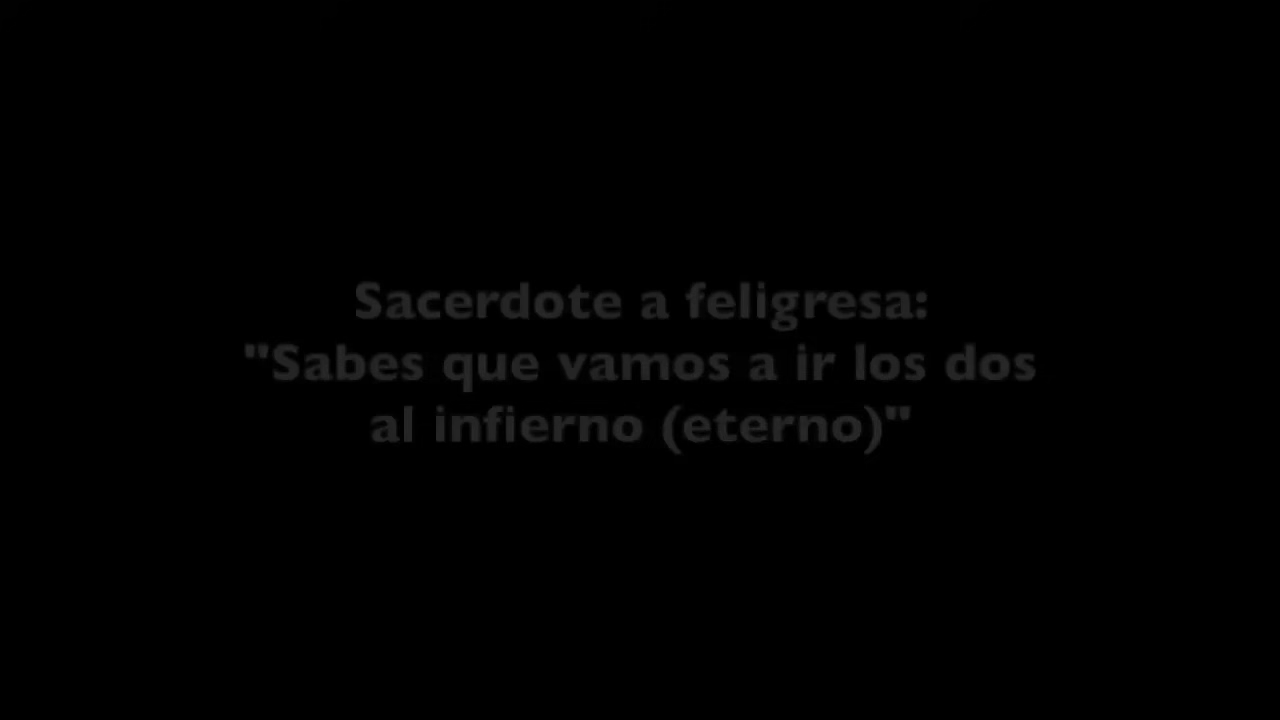 Sacerdote a feligresa:
"Sabes que vamos a ir los dos
al infierno (eterno)"